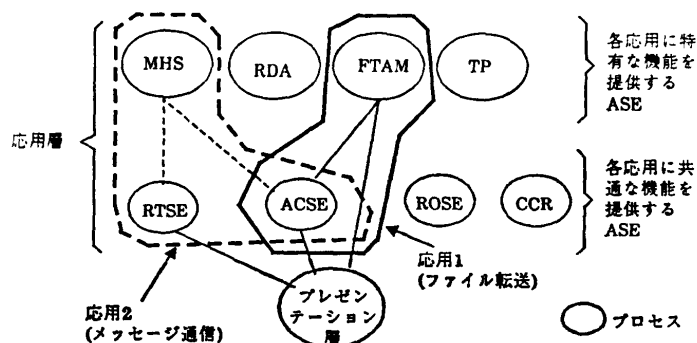 MHS
RDA
FTAM
TP
各応用に特
有な機能を
提供する
ASE
応用層
RTSE
ACSE
ROSE
CCR
各応用に共
通な機能を
提供する
ASE
応用1
(ファイル転送)
プレゼン
テーション
層
応用2
(メッセージ通信)
プロセス